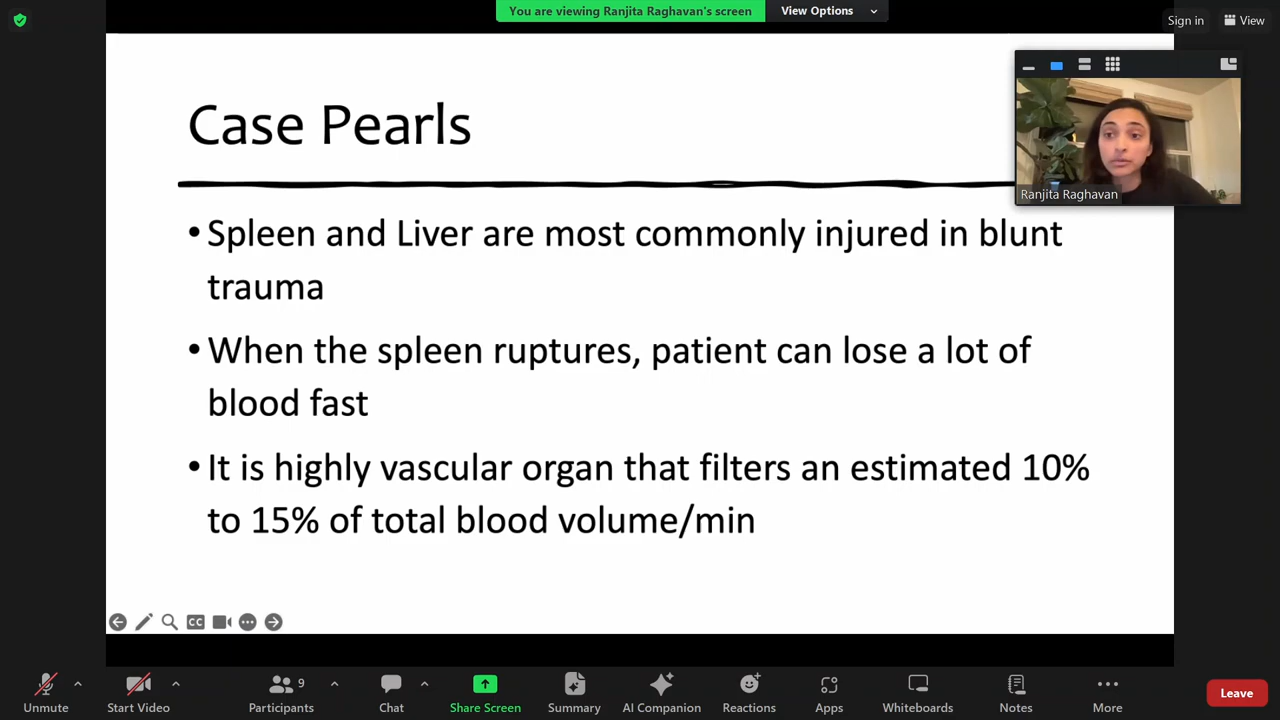 You are viewing Ranjita Raghavan's screen
View Options
Sign in
View
Case Pearls
Ranjita Raghavan
• Spleen and Liver are most commonly injured in blunt
trauma
• When the spleen ruptures, patient can lose a lot of
blood fast
• It is highly vascular organ that filters an estimated 10%
to 15% of total blood volume/min
CC
9
Unmute
Start Video
Participants
Chat
Share Screen
Summary
AI Companion
Reactions
Apps
Whiteboards
Notes
More
Leave